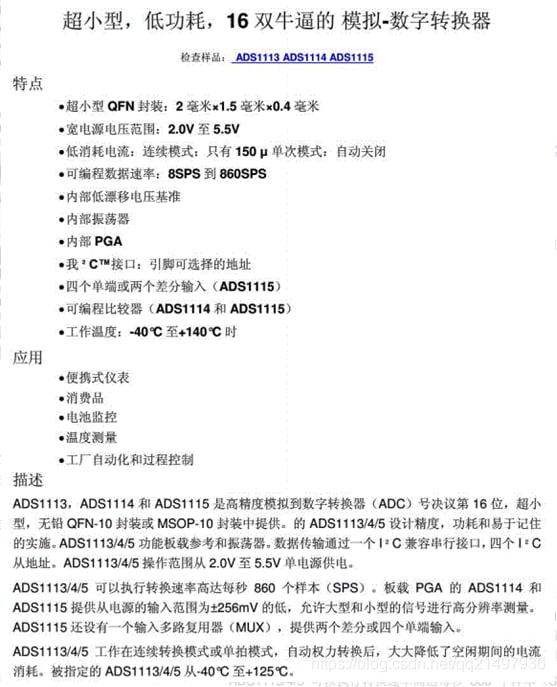 超小型，低功耗，16 双牛逼的 模拟-数字转换器
检查样品： ADS1113 ADS1114 ADS1115
特点
●超小型 QFN 封装：2 毫米×1.5 毫米×0.4 毫米
●宽电源电压范围：2.0V 至 5.5V
●低消耗电流：连续模式：只有 150 μ 单次模式：自动关闭
●可编程数据速率：8SPS 到 860SPS
●内部低漂移电压基准
●内部振荡器
●内部 PGA
●我 ² C™接口：引脚可选择的地址
●四个单端或两个差分输入（ADS1115）
●可编程比较器（ADS1114 和 ADS1115）
●工作温度：-40°C 至+140°C 时
应用
●便携式仪表
●消费品
●电池监控
●温度测量
●工厂自动化和过程控制
描述
ADS1113，ADS1114 和 ADS1115 是高精度模拟到数字转换器（ADC）号决议第 16 位，超小
型，无铅 QFN-10 封装或 MSOP-10 封装中提供。的 ADS1113/4/5 设计精度，功耗和易于记住
的实施。ADS1113/4/5 功能板载参考和振荡器。数据传输通过一个 I ² C 兼容串行接口，四个 I ² C
从地址。ADS1113/4/5 操作范围从 2.0V 至 5.5V 单电源供电。
ADS1113/4/5 可以执行转换速率高达每秒 860 个样本（SPS）。板载 PGA 的 ADS1114 和
ADS1115 提供从电源的输入范围为±256mV 的低，允许大型和小型的信号进行高分辨率测量。
ADS1115 还设有一个输入多路复用器（MUX），提供两个差分或四个单端输入。
ADS1113/4/5 工作在连续转换模式或单拍模式，自动权力转换后，大大降低了空闲期间的电流
消耗。被指定的 ADS1113/4/5 从-40°C 至+125°C。
https://blog.csdn.net/qq21497936